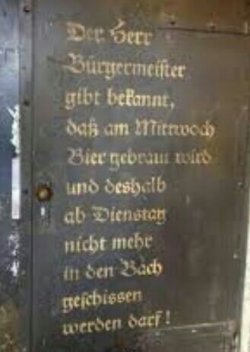 Der Herr
Bürgermeister
gibt bekannt,
daß am Mittwoch
Bier gebraut wird
und deshalb
ab Dienstag
nicht mehr
in den Bach
geschissen
werden darf!